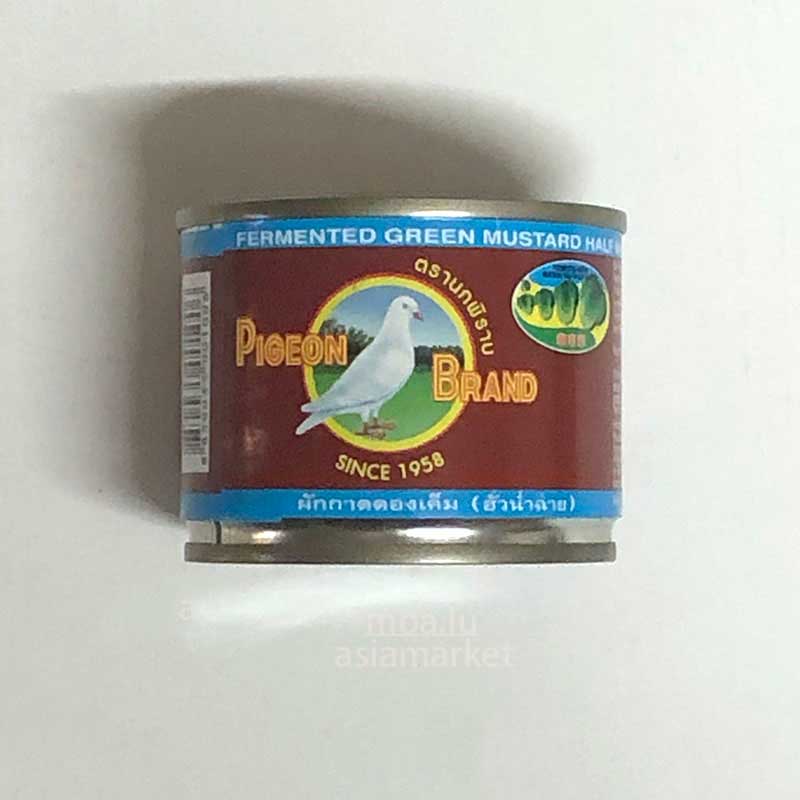 FERMENTED GREEN MUSTARD HALF
ตรานกพิราบ
PIGEON
BRAND
SINCE 1958
ผักกาดดองเค็ม (ฮั่วน่ำฉ่าย)
mba.lu
asiamarket